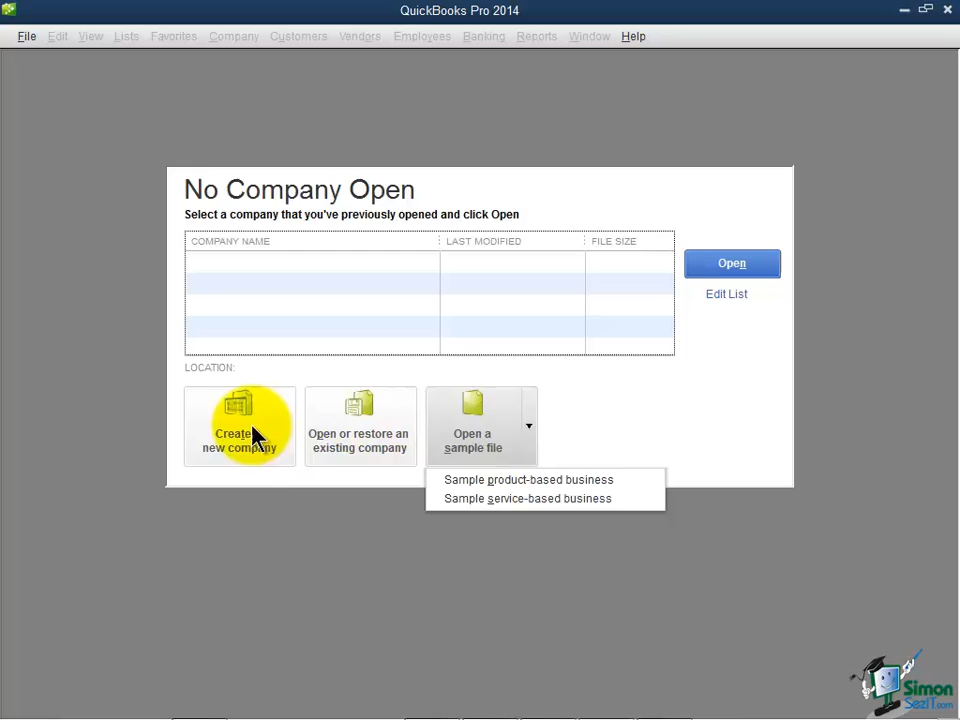 QuickBooks Pro 2014
File Edit View Lists Favorites Company Customers Vendors Employees Banking Reports Window Help
No Company Open
Select a company that you've previously opened and click Open
COMPANY NAME LAST MODIFIED FILE SIZE
Open
Edit List
LOCATION:
Create
new company
Open or restore an
existing company
Open a
sample file
Sample product-based business
Sample service-based business
Simon
SezIT.com